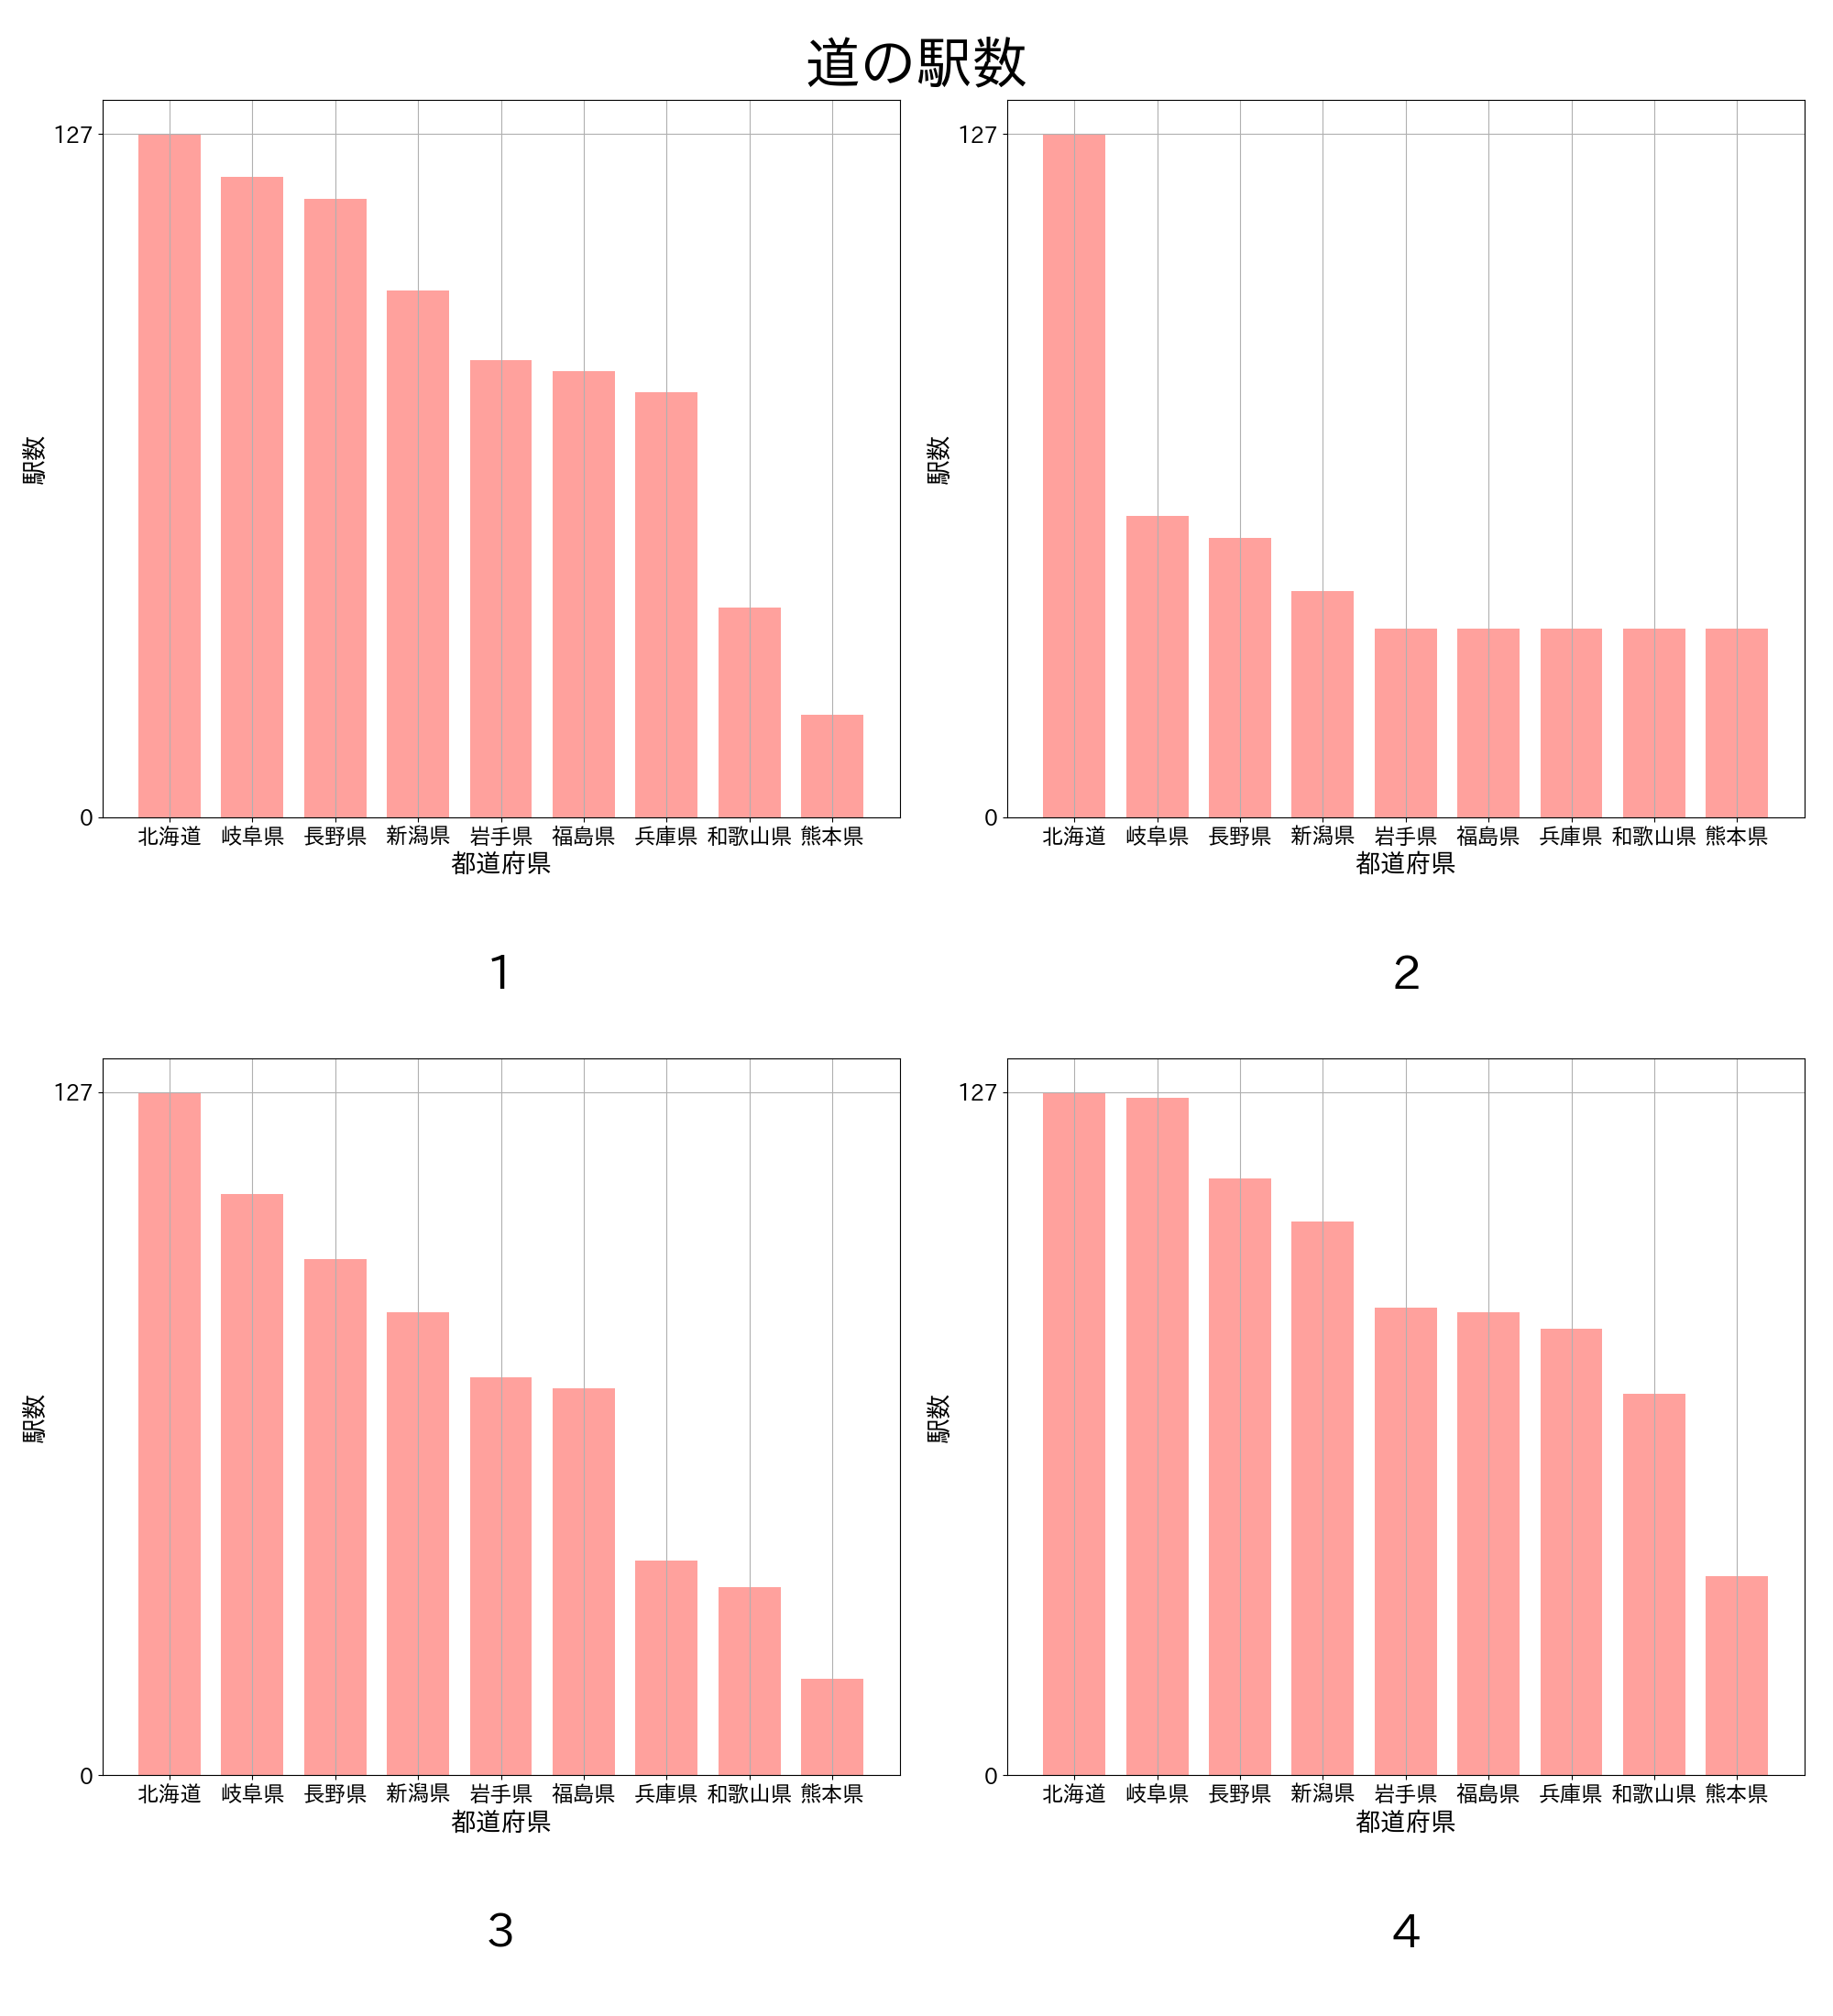 道の駅数
127
駅数
0
北海道 岐阜県 長野県 新潟県 岩手県 福島県 兵庫県 和歌山県 熊本県
都道府県
1
127
駅数
0
北海道 岐阜県 長野県 新潟県 岩手県 福島県 兵庫県 和歌山県 熊本県
都道府県
2
127
駅数
0
北海道 岐阜県 長野県 新潟県 岩手県 福島県 兵庫県 和歌山県 熊本県
都道府県
3
127
駅数
0
北海道 岐阜県 長野県 新潟県 岩手県 福島県 兵庫県 和歌山県 熊本県
都道府県
4